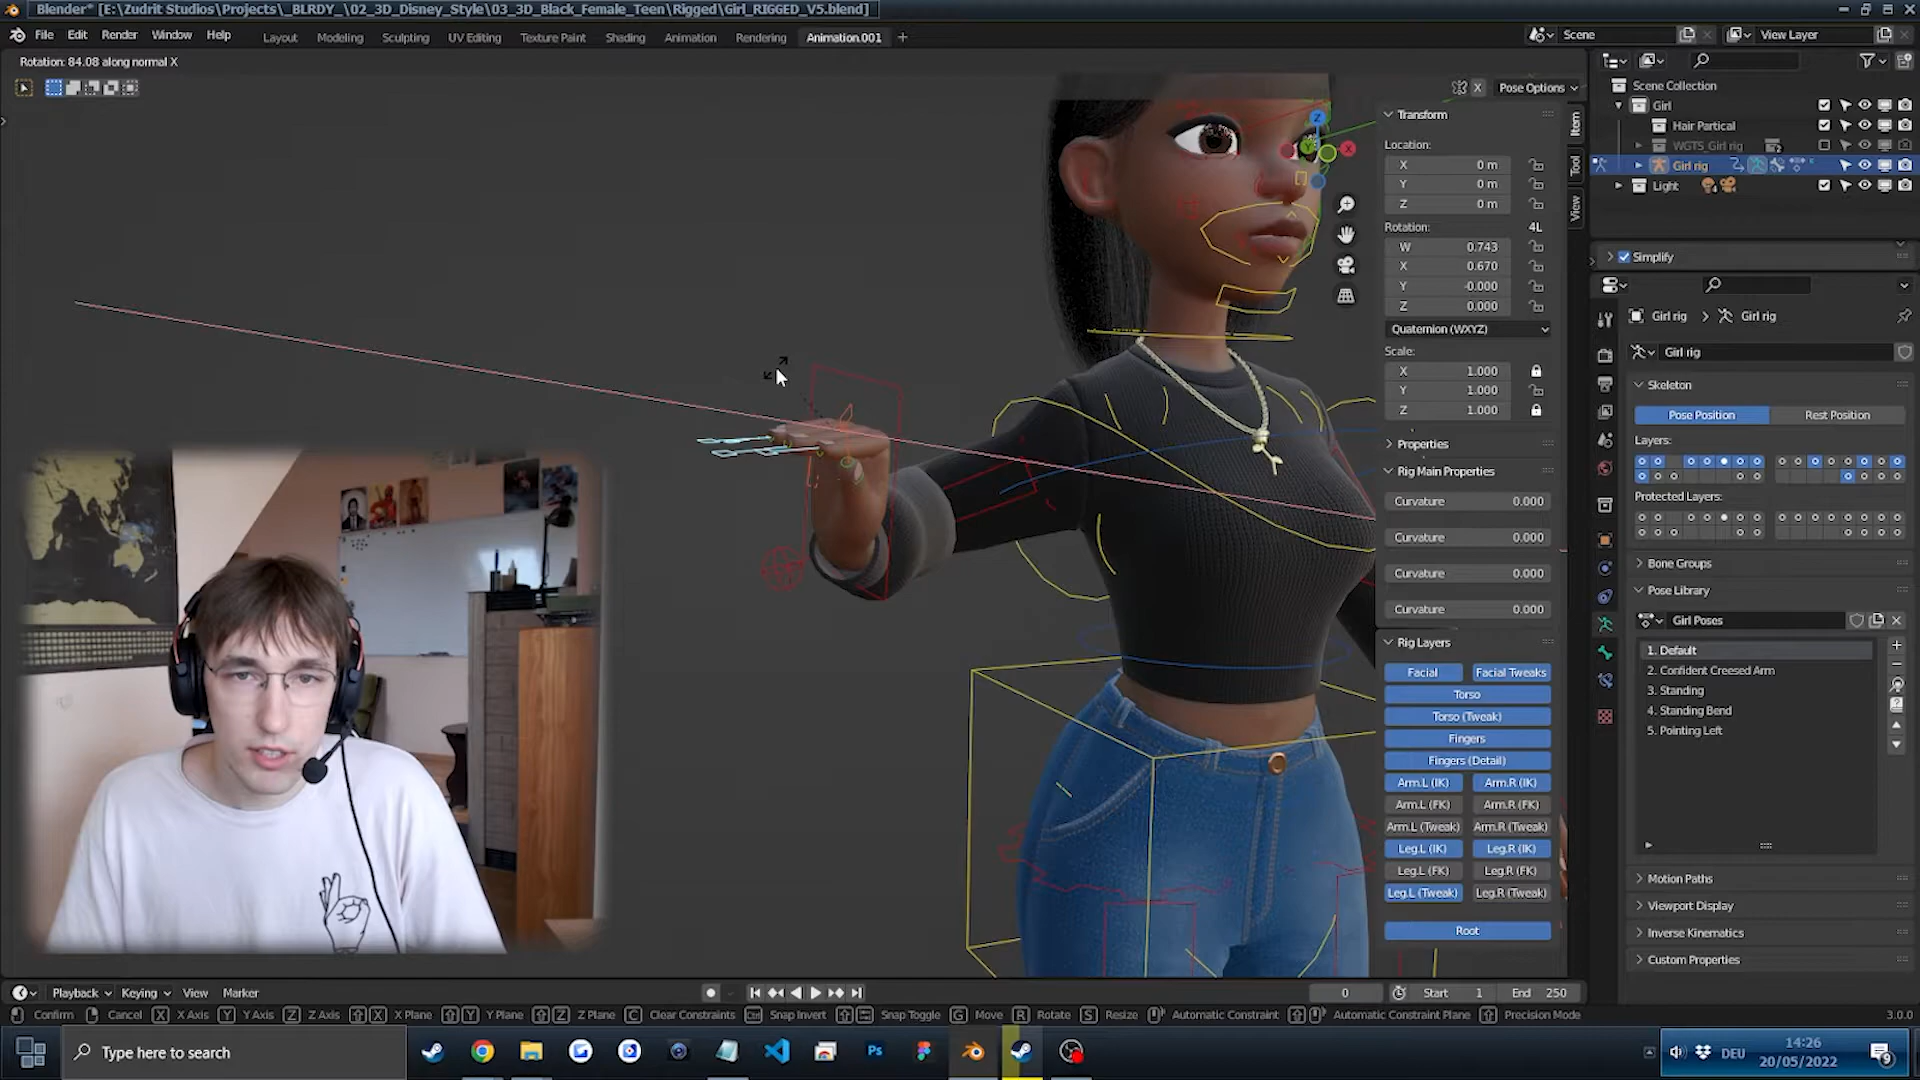 Blender* [E:\Zudrit Studios\Projects\_BLRDY_\02_3D_Disney_Style\03_3D_Black_Female_Teen\Rigged\Girl_RIGGED_V5.blend]
File Edit Render Window Help Layout Modeling Sculpting UV Editing Texture Paint Shading Animation Rendering Animation.001 Scene View Layer
Rotation: 84.08 along normal X
X Pose Options
Scene Collection
Girl
Hair Partical
WGTS_Girl rig
Girl rig
Light
Simplify
Girl rig Girl rig
Girl rig
Skeleton
Pose Position Rest Position
Layers:
Protected Layers:
Bone Groups
Pose Library
Girl Poses
1. Default
2. Confident Creesed Arm
3. Standing
4. Standing Bend
5. Pointing Left
Motion Paths
Viewport Display
Inverse Kinematics
Custom Properties
Transform
Location:
X 0 m
Y 0 m
Z 0 m
Rotation: 4L
W 0.743
X 0.670
Y -0.000
Z 0.000
Quaternion (WXYZ)
Scale:
X 1.000
Y 1.000
Z 1.000
Properties
Rig Main Properties
Curvature 0.000
Curvature 0.000
Curvature 0.000
Curvature 0.000
Rig Layers
Facial Facial Tweaks
Torso
Torso (Tweak)
Fingers
Fingers (Detail)
Arm.L (IK) Arm.R (IK)
Arm.L (FK) Arm.R (FK)
Arm.L (Tweak) Arm.R (Tweak)
Leg.L (IK) Leg.R (IK)
Leg.L (FK) Leg.R (FK)
Leg.L (Tweak) Leg.R (Tweak)
Root
Item
Tool
View
Z
Y
X
Playback Keying View Marker 0 Start 1 End 250
Confirm Cancel X X Axis Y Y Axis Z Z Axis X X Plane Y Y Plane Z Z Plane C Clear Constraints Snap Invert Snap Toggle G Move R Rotate S Resize Automatic Constraint Automatic Constraint Plane Precision Mode 3.0.0
Type here to search Ps DEU 14:26
20/05/2022
9